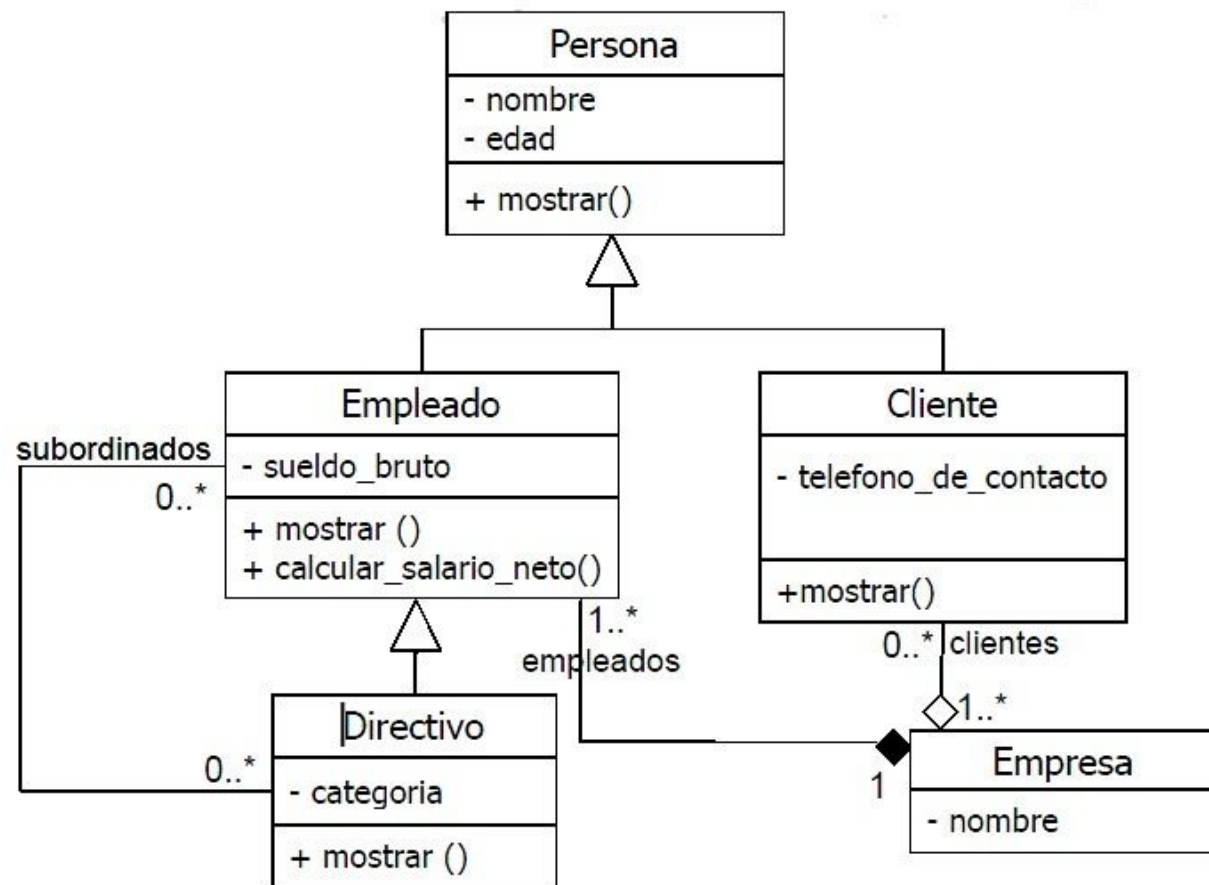 Persona
- nombre
- edad
+ mostrar()
Empleado
- sueldo_bruto
+ mostrar ()
+ calcular_salario_neto()
Cliente
- telefono_de_contacto
+mostrar()
subordinados
0..*
1..*
empleados
0..* clientes
1..*
Directivo
- categoria
+ mostrar ()
0..*
1
Empresa
- nombre